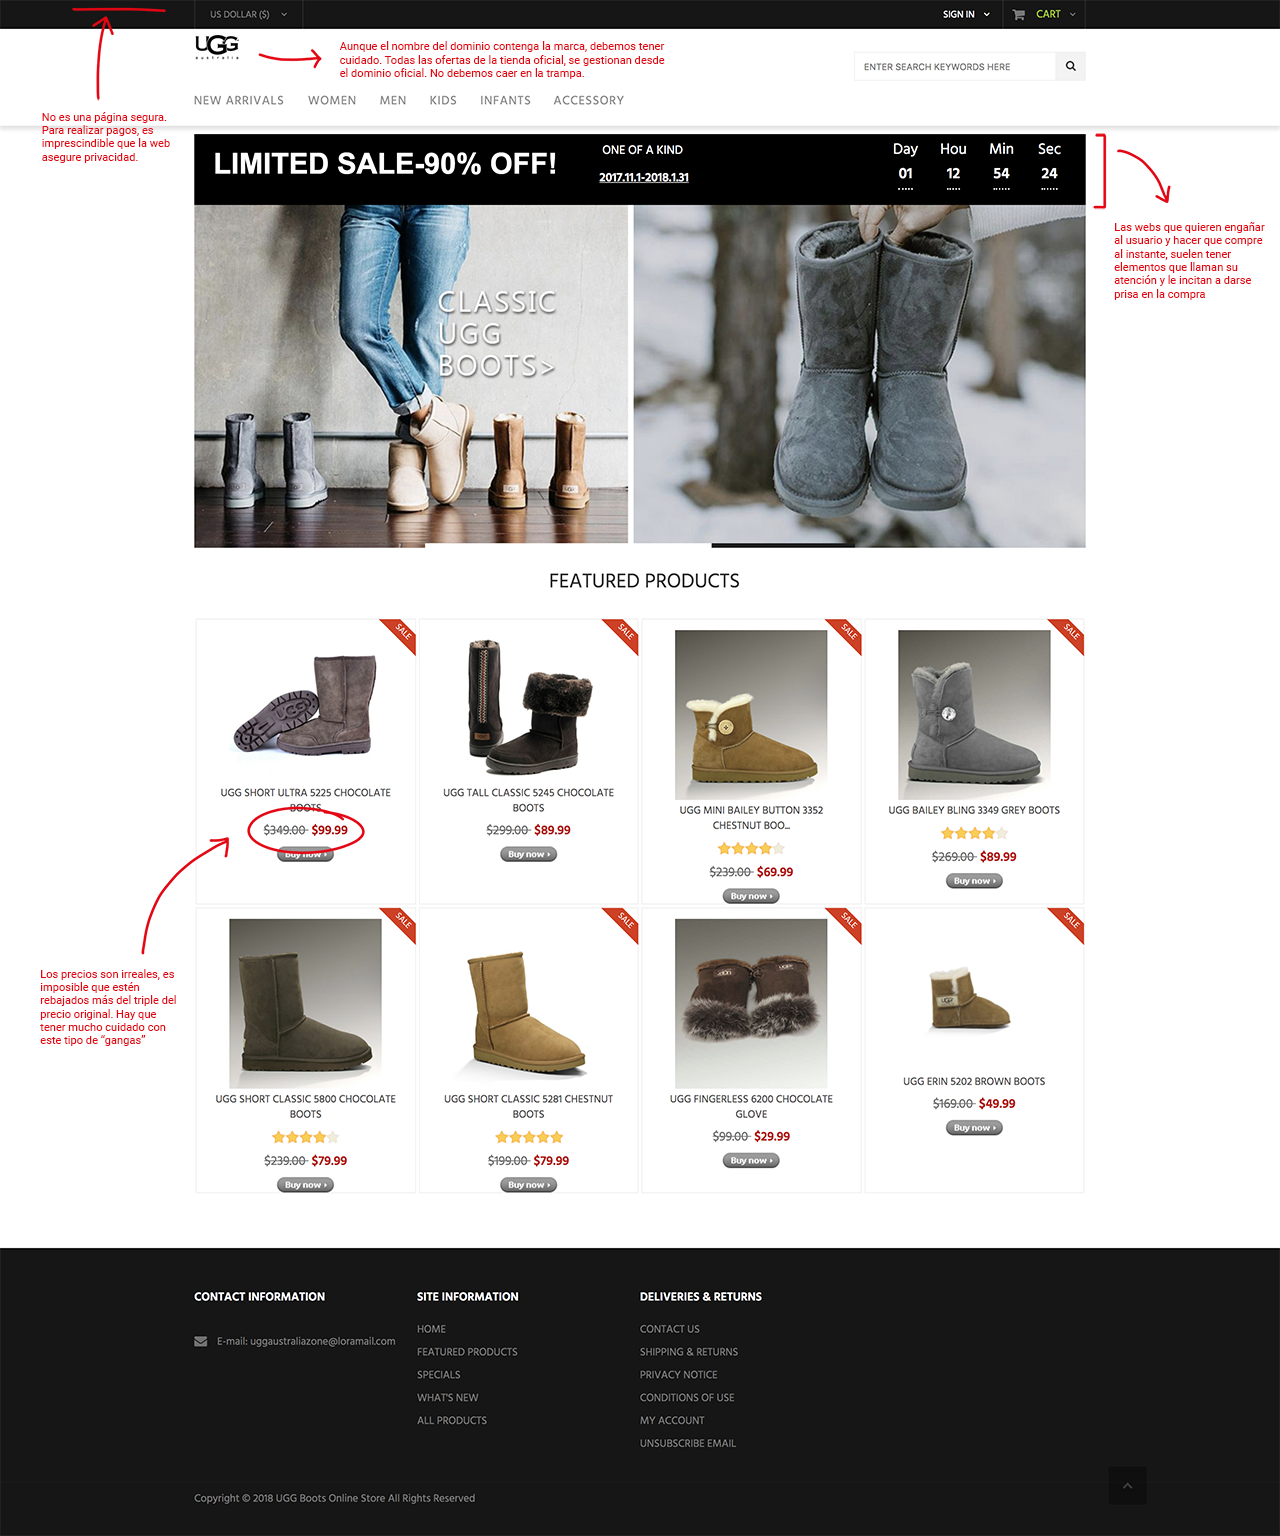 US DOLLAR ($)
SIGN IN
CART
UGG
australia
Aunque el nombre del dominio contenga la marca, debemos tener
cuidado. Todas las ofertas de la tienda oficial, se gestionan desde
el dominio oficial. No debemos caer en la trampa.
ENTER SEARCH KEYWORDS HERE
NEW ARRIVALS
WOMEN
MEN
KIDS
INFANTS
ACCESSORY
No es una página segura.
Para realizar pagos, es
imprescindible que la web
asegure privacidad.
LIMITED SALE-90% OFF!
ONE OF A KIND
2017.11.1-2018.1.31
Day Hou Min Sec
01 12 54 24
Las webs que quieren engañar
al usuario y hacer que compre
al instante, suelen tener
elementos que llaman su
atención y le incitan a darse
prisa en la compra
CLASSIC
UGG
BOOTS>
FEATURED PRODUCTS
SALE
UGG SHORT ULTRA 5225 CHOCOLATE
BOOTS
$349.00 $99.99
Buy now
SALE
UGG TALL CLASSIC 5245 CHOCOLATE
BOOTS
$299.00 $89.99
Buy now
SALE
UGG MINI BAILEY BUTTON 3352
CHESTNUT BOO...
$239.00 $69.99
Buy now
SALE
UGG BAILEY BLING 3349 GREY BOOTS
$269.00 $89.99
Buy now
Los precios son irreales, es
imposible que estén
rebajados más del triple del
precio original. Hay que
tener mucho cuidado con
este tipo de “gangas”
SALE
UGG SHORT CLASSIC 5800 CHOCOLATE
BOOTS
$239.00 $79.99
Buy now
SALE
UGG SHORT CLASSIC 5281 CHESTNUT
BOOTS
$199.00 $79.99
Buy now
SALE
UGG FINGERLESS 6200 CHOCOLATE
GLOVE
$99.00 $29.99
Buy now
SALE
UGG ERIN 5202 BROWN BOOTS
$169.00 $49.99
Buy now
CONTACT INFORMATION
E-mail: uggaustraliazone@loramail.com
SITE INFORMATION
HOME
FEATURED PRODUCTS
SPECIALS
WHAT'S NEW
ALL PRODUCTS
DELIVERIES & RETURNS
CONTACT US
SHIPPING & RETURNS
PRIVACY NOTICE
CONDITIONS OF USE
MY ACCOUNT
UNSUBSCRIBE EMAIL
Copyright © 2018 UGG Boots Online Store All Rights Reserved